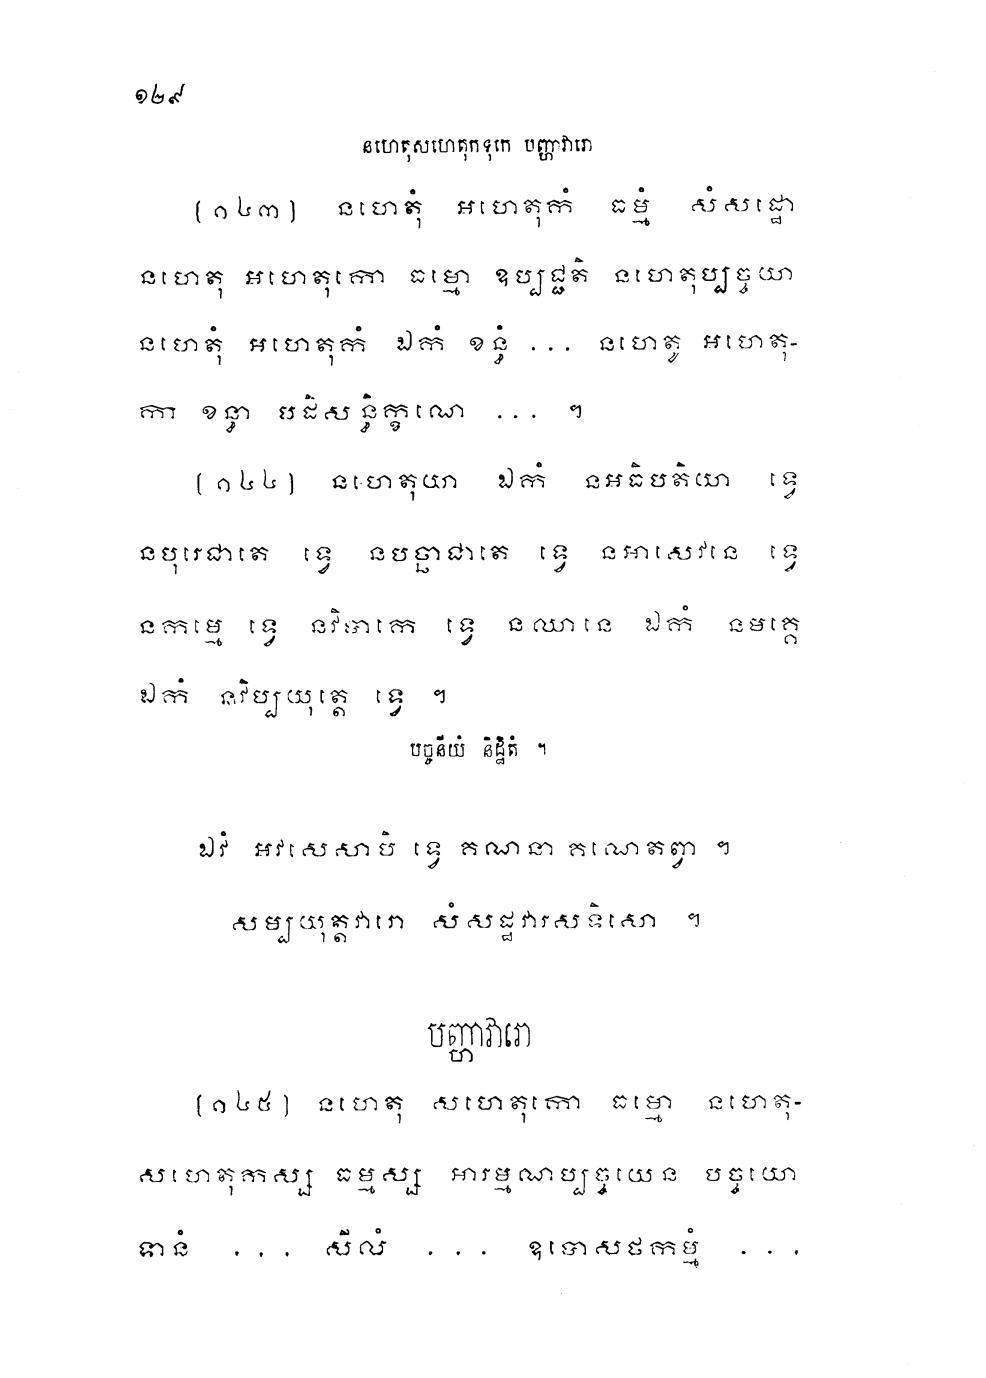 ១២៩
នហេតុសហេតុកទុកេ បញ្ហាវារោ
(១៤៣) នហេតុំ អហេតុកំ ធម្មំ សំសដ្ឋោ
នហេតុ អហេតុកោ ធម្មោ ឧប្បជ្ជតិ នហេតុប្បច្ចយា
នហេតុំ អហេតុកំ ឯកំ ខន្ធំ ... នហេតូ អហេតុ-
កា ខន្ធា បដិសន្ធិក្ខណេ ... ។
(១៤៤) នហេតុយា ឯកំ នអធិបតិយា ទ្វេ
នបុរេជាតេ ទ្វេ នបច្ឆាជាតេ ទ្វេ នអាសេវនេ ទ្វេ
នកម្មេ ទ្វេ នវិបាកេ ទ្វេ នឈានេ ឯកំ នមគ្គេ
ឯកំ នវិប្បយុត្តេ ទ្វេ ។
បច្ចនីយំ និដ្ឋិតំ ។
ឯវំ អវសេសាបិ ទ្វេ គណនា គណេតព្វា ។
សម្បយុត្តវារោ សំសដ្ឋវារសទិសោ ។
បញ្ហាវារោ
(១៤៥) នហេតុ សហេតុកោ ធម្មោ នហេតុ-
សហេតុកស្ស ធម្មស្ស អារម្មណប្បច្ចយេន បច្ចយោ
ទានំ ... សីលំ ... ឧបោសថកម្មំ ...